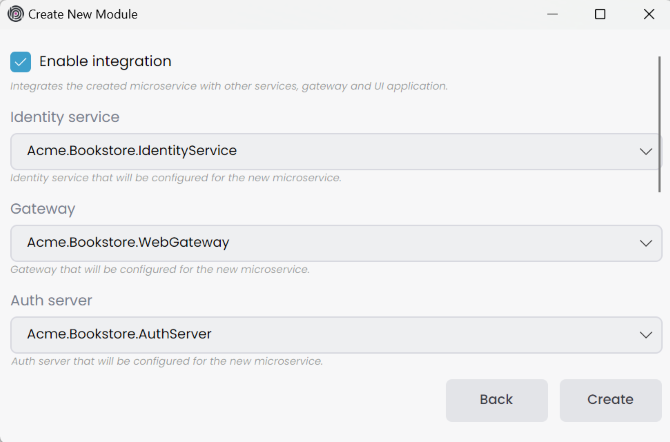 Create New Module
Enable integration
Integrates the created microservice with other services, gateway and UI application.
Identity service
Acme.Bookstore.IdentityService
Identity service that will be configured for the new microservice.
Gateway
Acme.Bookstore.WebGateway
Gateway that will be configured for the new microservice.
Auth server
Acme.Bookstore.AuthServer
Auth server that will be configured for the new microservice.
Back Create